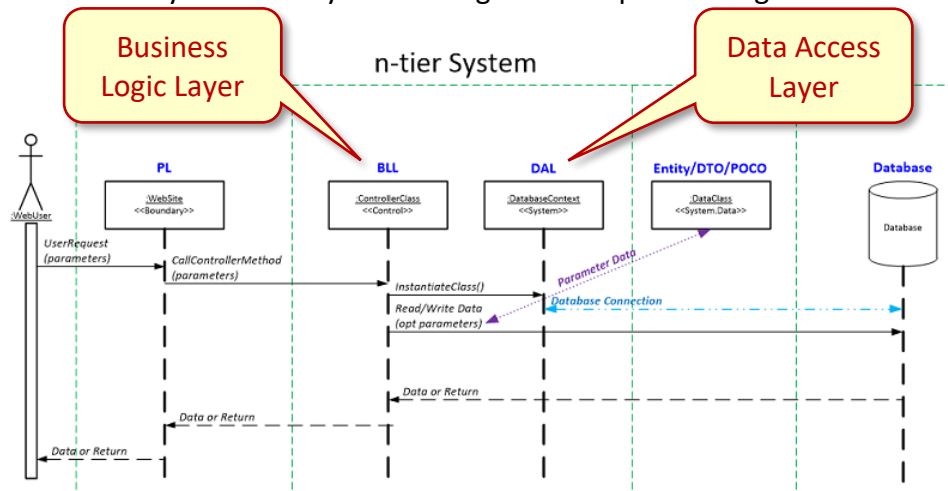 Business
Logic Layer
Data Access
Layer
n-tier System
PL
BLL
DAL
Entity/DTO/POCO
Database
:WebSite
<<Boundary>>
:ControllerClass
<<Control>>
:DatabaseContext
<<System>>
:DataClass
<<System.Data>>
Database
:WebUser
UserRequest
(parameters)
CallControllerMethod
(parameters)
InstantiateClass()
Parameter Data
Database Connection
Read/Write Data
(opt parameters)
Data or Return
Data or Return
Data or Return